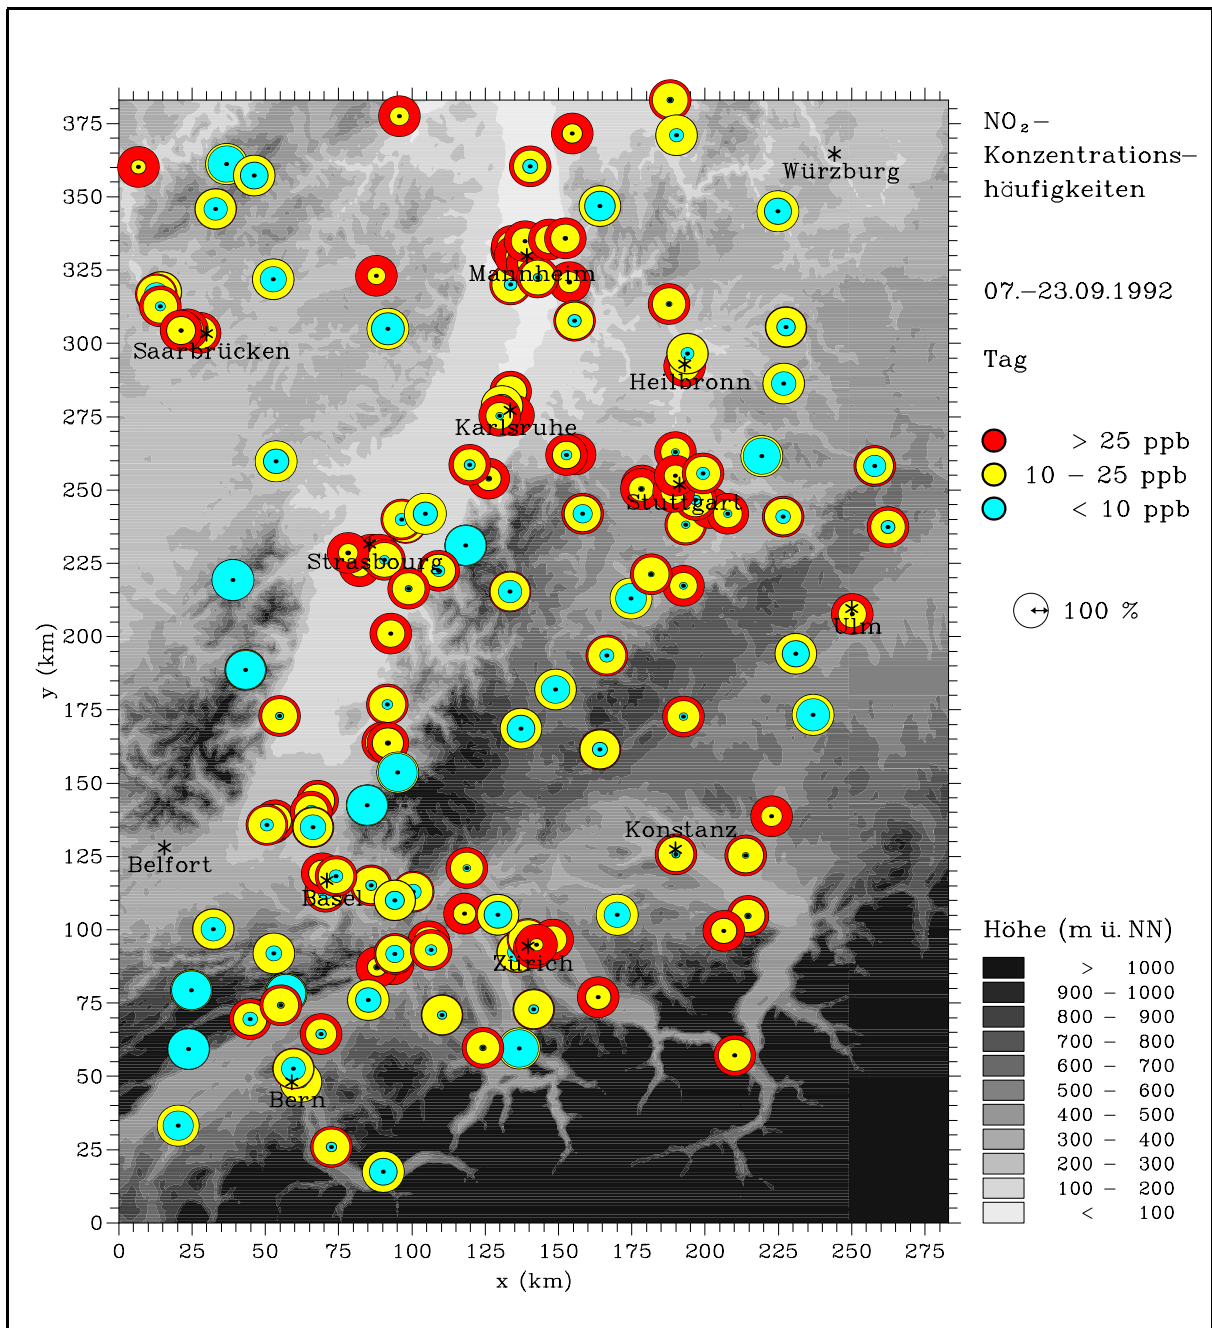 NO₂–
Konzentrations–
häufigkeiten
07.–23.09.1992
Tag
> 25 ppb
10 – 25 ppb
< 10 ppb
100 %
Höhe (m ü. NN)
> 1000
900 – 1000
800 – 900
700 – 800
600 – 700
500 – 600
400 – 500
300 – 400
200 – 300
100 – 200
< 100
375
350
325
300
275
250
225
200
175
150
125
100
75
50
25
0
y (km)
0 25 50 75 100 125 150 175 200 225 250 275
x (km)
Würzburg
Mannheim
Saarbrücken
Heilbronn
Karlsruhe
Stuttgart
Strasbourg
Ulm
Konstanz
Belfort
Basel
Zürich
Bern